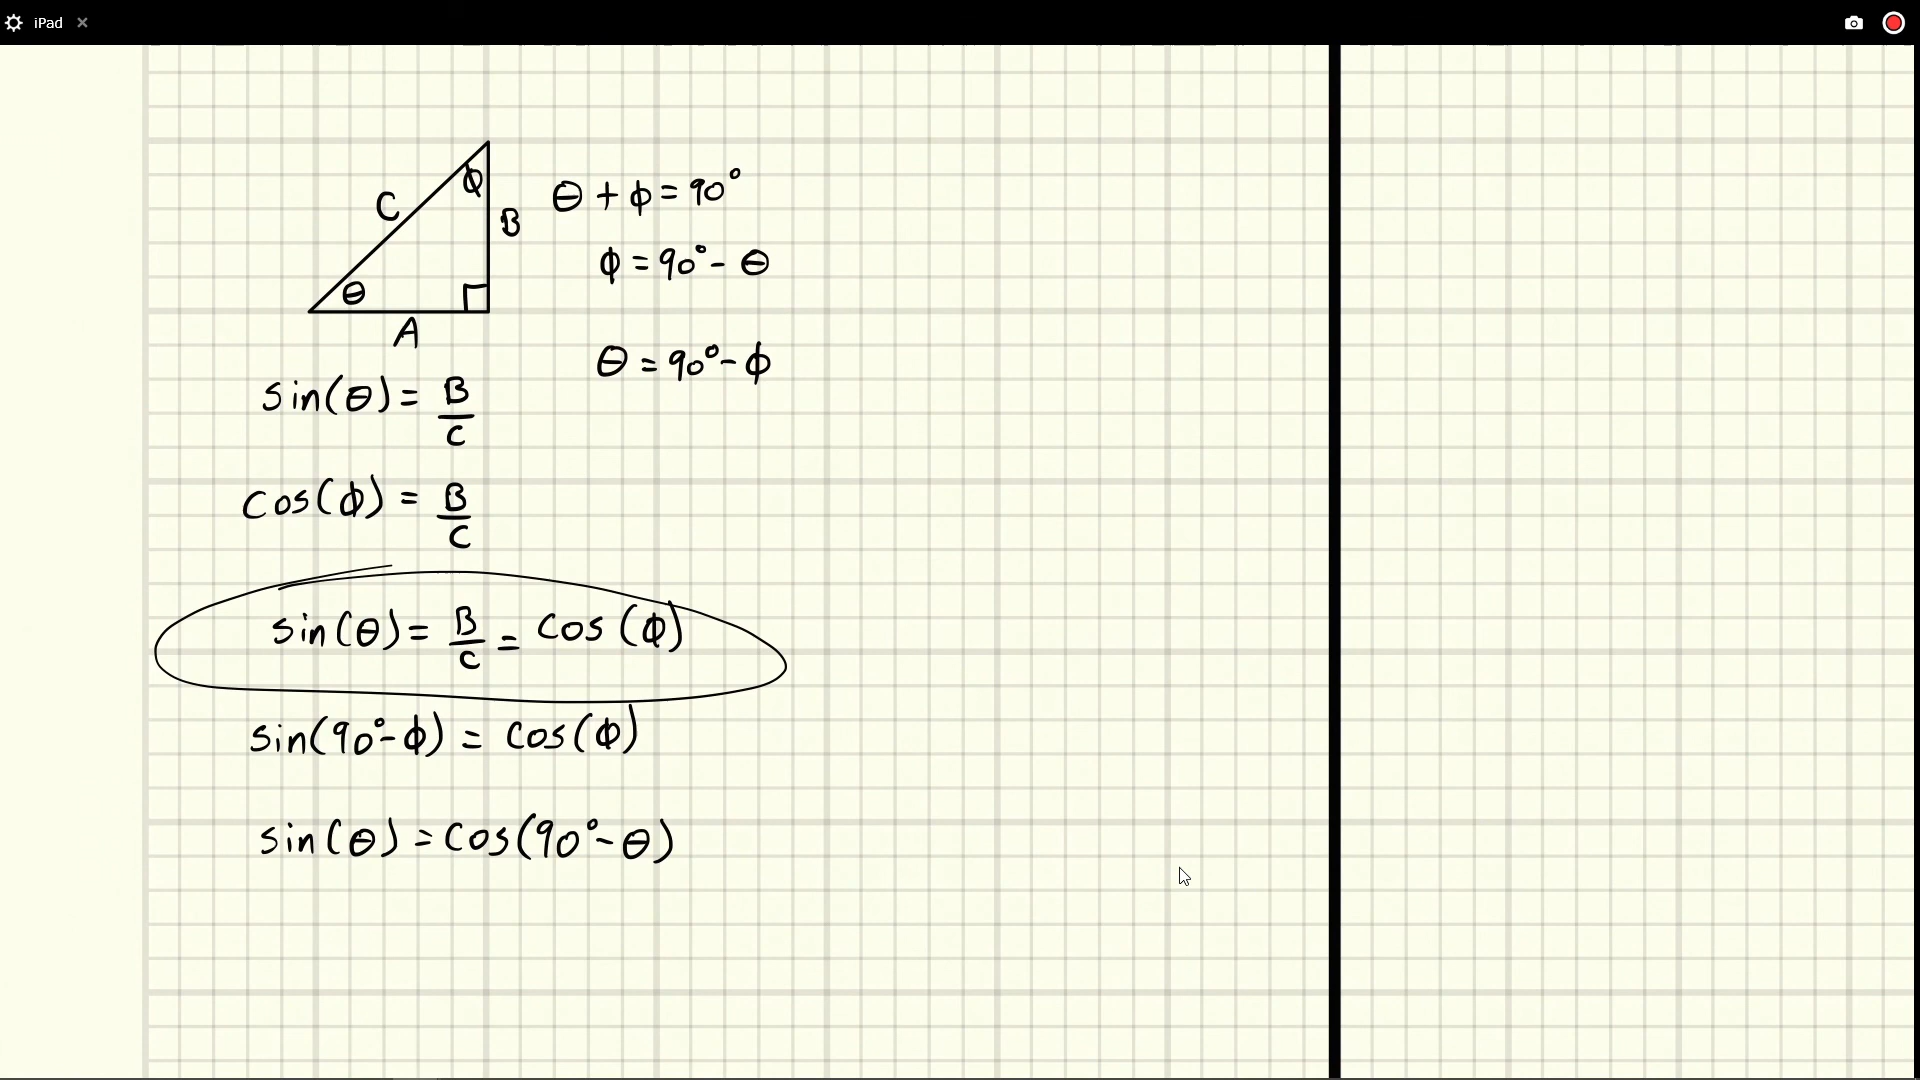 iPad
C
ϕ
B
θ
A
θ + ϕ = 90°
ϕ = 90° - θ
θ = 90° - ϕ
sin(θ) = B/C
cos(ϕ) = B/C
sin(θ) = B/C = cos(ϕ)
sin(90° - ϕ) = cos(ϕ)
sin(θ) = cos(90° - θ)